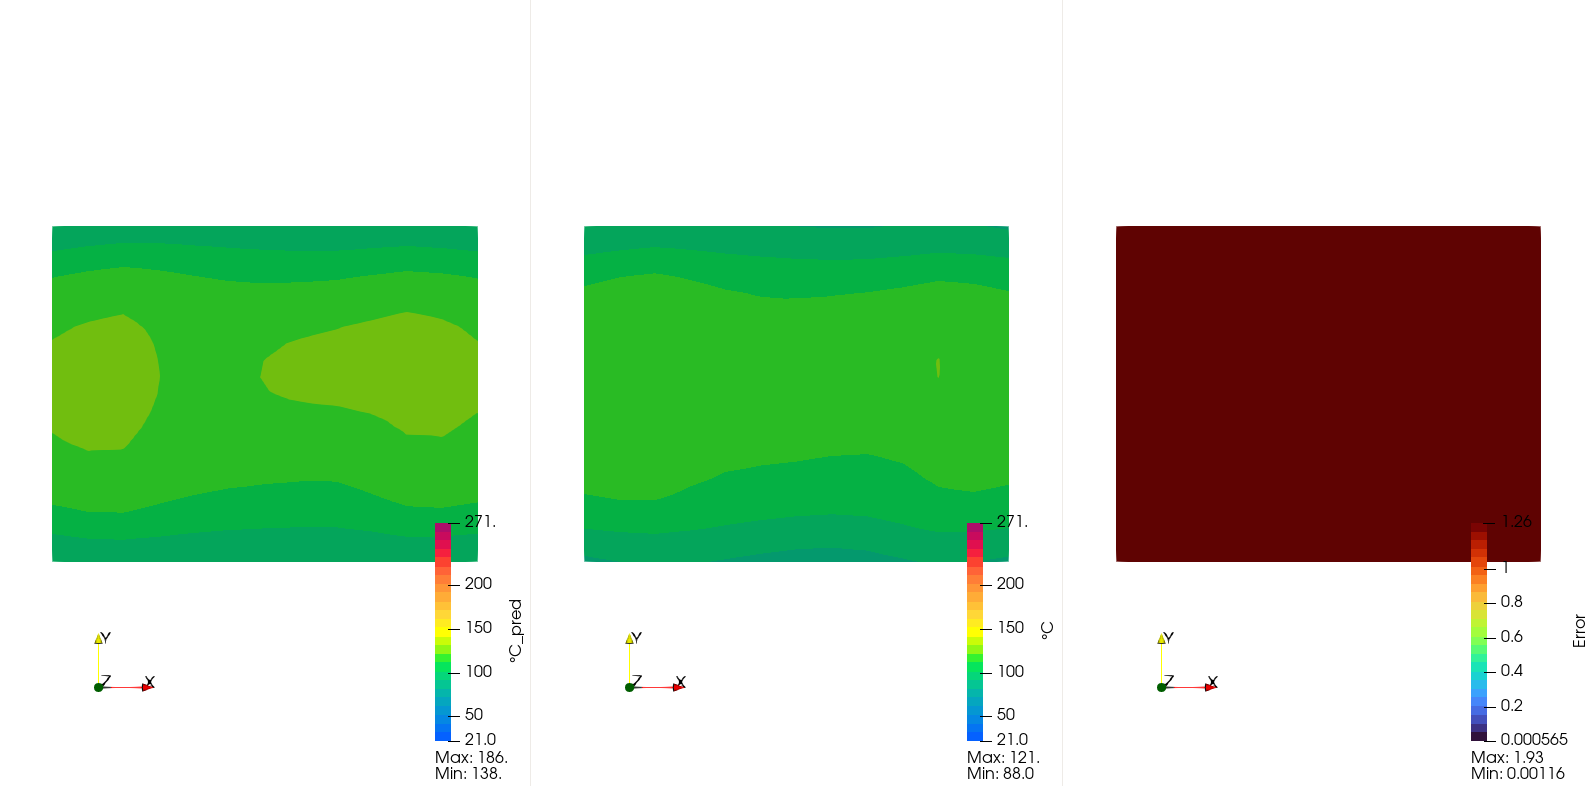 271.
200
150
100
50
21.0
°C_pred
Max: 186.
Min: 138.
Y
Z
X
271.
200
150
100
50
21.0
°C
Max: 121.
Min: 88.0
Y
Z
X
1.26
1
0.8
0.6
0.4
0.2
0.000565
Error
Max: 1.93
Min: 0.00116
Y
Z
X